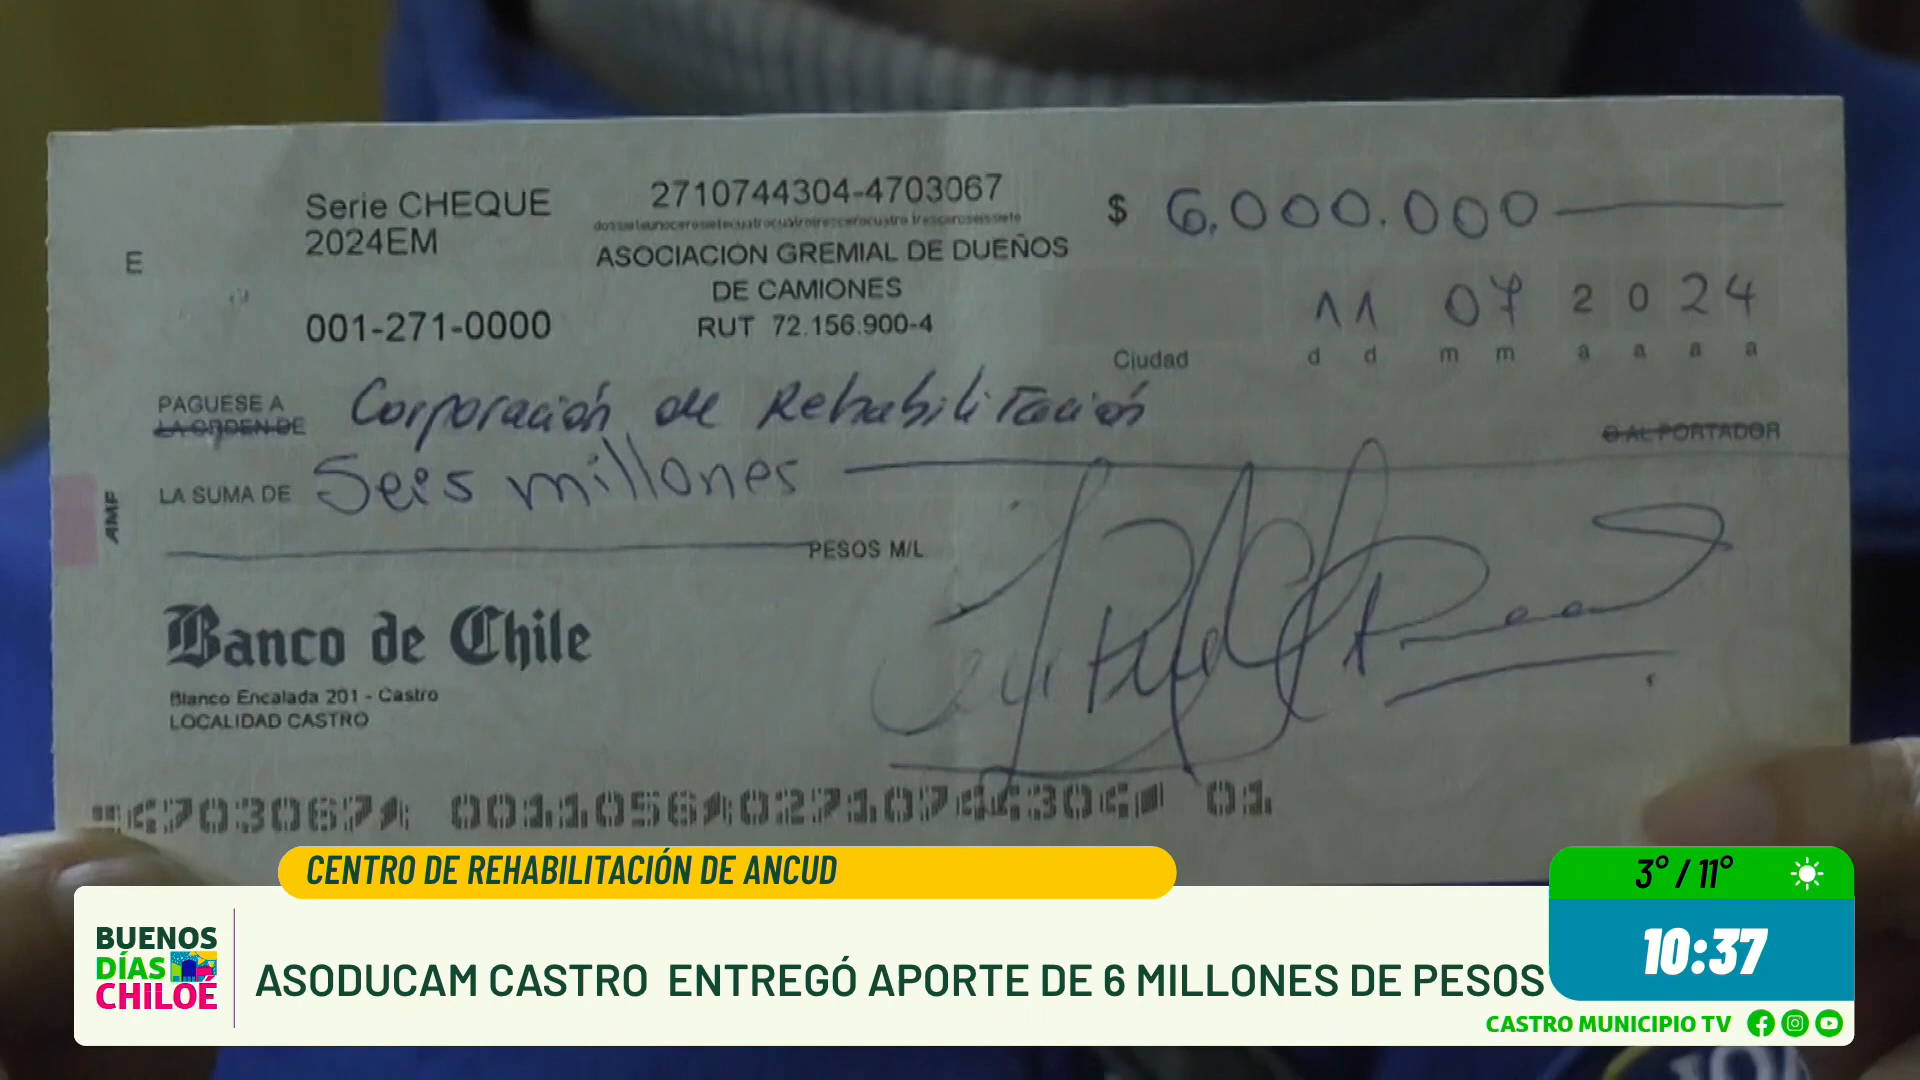 Serie CHEQUE
2024EM
E
001-271-0000
2710744304-4703067
dossieteunocerosietecuatrocuatrotrescerocuatro tresceroseissiete
ASOCIACION GREMIAL DE DUEÑOS
DE CAMIONES
RUT 72.156.900-4
$ 6.000.000
11 07 2024
Ciudad d d m m a a a a
PAGUESE A
LA ORDEN DE
Corporación de Rehabilitación
O AL PORTADOR
LA SUMA DE Seis millones
AMF
PESOS M/L
Banco de Chile
Blanco Encalada 201 - Castro
LOCALIDAD CASTRO
CENTRO DE REHABILITACIÓN DE ANCUD
3° / 11°
BUENOS
DÍAS
CHILOÉ
ASODUCAM CASTRO ENTREGÓ APORTE DE 6 MILLONES DE PESOS
10:37
CASTRO MUNICIPIO TV